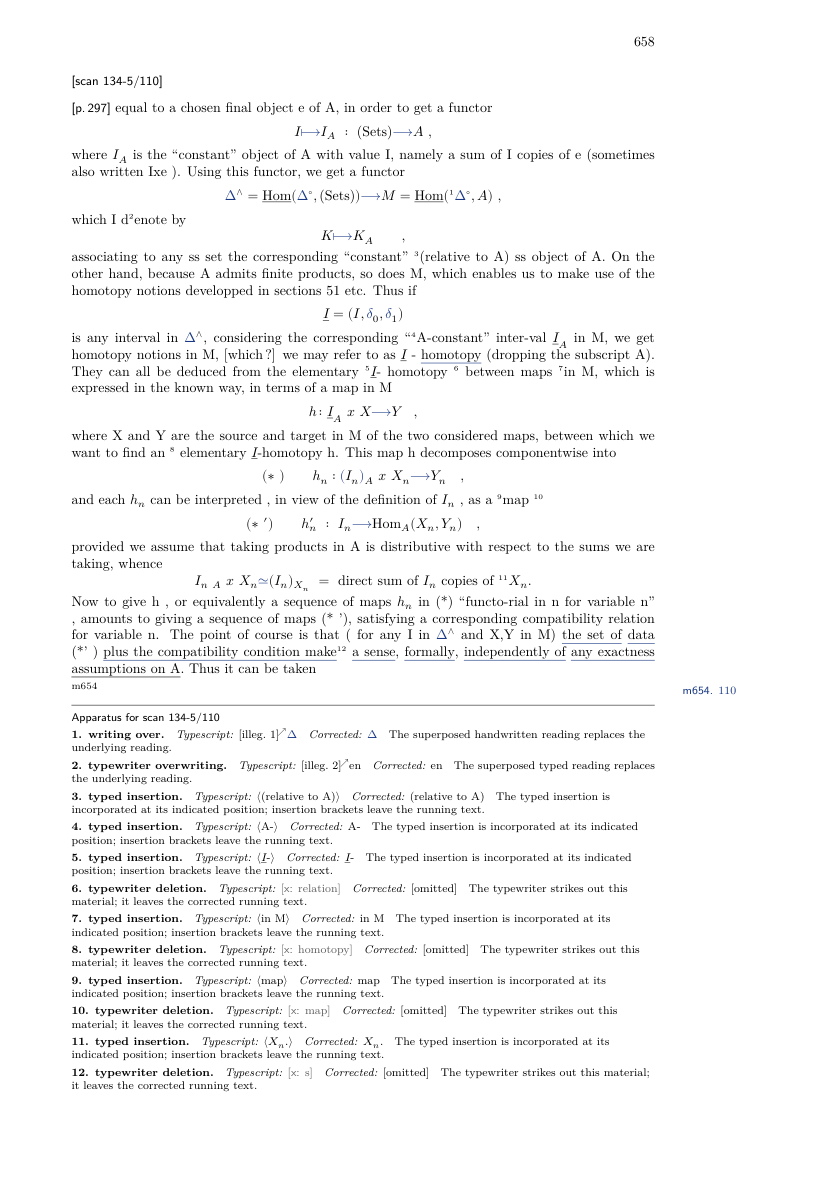 658
[scan 134-5/110]
[p. 297] equal to a chosen final object e of A, in order to get a functor
I⟼I_A : (Sets)⟶A ,
where I_A is the “constant” object of A with value I, namely a sum of I copies of e (sometimes
also written Ixe ). Using this functor, we get a functor
Δ^∧ = Hom(Δ°, (Sets))⟶M = Hom(¹Δ°, A) ,
which I d²enote by
K⟼K_A ,
associating to any ss set the corresponding “constant” ³(relative to A) ss object of A. On the
other hand, because A admits finite products, so does M, which enables us to make use of the
homotopy notions developped in sections 51 etc. Thus if
I = (I, δ₀, δ₁)
is any interval in Δ^∧, considering the corresponding “⁴A-constant” inter-val I_A in M, we get
homotopy notions in M, [which ?] we may refer to as I - homotopy (dropping the subscript A).
They can all be deduced from the elementary ⁵I- homotopy ⁶ between maps ⁷in M, which is
expressed in the known way, in terms of a map in M
h : I_A x X⟶Y ,
where X and Y are the source and target in M of the two considered maps, between which we
want to find an ⁸ elementary I-homotopy h. This map h decomposes componentwise into
(* ) h_n : (I_n)_A x X_n⟶Y_n ,
and each h_n can be interpreted , in view of the definition of I_n , as a ⁹map ¹⁰
(* ′) h′_n : I_n⟶Hom_A(X_n, Y_n) ,
provided we assume that taking products in A is distributive with respect to the sums we are
taking, whence
I_n A x X_n≃(I_n)_{X_n} = direct sum of I_n copies of ¹¹X_n.
Now to give h , or equivalently a sequence of maps h_n in (*) “functo-rial in n for variable n”
, amounts to giving a sequence of maps (* ’), satisfying a corresponding compatibility relation
for variable n. The point of course is that ( for any I in Δ^∧ and X,Y in M) the set of data
(*’ ) plus the compatibility condition make¹² a sense, formally, independently of any exactness
assumptions on A. Thus it can be taken
m654
m654. 110
Apparatus for scan 134-5/110
1. writing over. Typescript: [illeg. 1]↗Δ Corrected: Δ The superposed handwritten reading replaces the
underlying reading.
2. typewriter overwriting. Typescript: [illeg. 2]↗en Corrected: en The superposed typed reading replaces
the underlying reading.
3. typed insertion. Typescript: ⟨(relative to A)⟩ Corrected: (relative to A) The typed insertion is
incorporated at its indicated position; insertion brackets leave the running text.
4. typed insertion. Typescript: ⟨A-⟩ Corrected: A- The typed insertion is incorporated at its indicated
position; insertion brackets leave the running text.
5. typed insertion. Typescript: ⟨I-⟩ Corrected: I- The typed insertion is incorporated at its indicated
position; insertion brackets leave the running text.
6. typewriter deletion. Typescript: [x: relation] Corrected: [omitted] The typewriter strikes out this
material; it leaves the corrected running text.
7. typed insertion. Typescript: ⟨in M⟩ Corrected: in M The typed insertion is incorporated at its
indicated position; insertion brackets leave the running text.
8. typewriter deletion. Typescript: [x: homotopy] Corrected: [omitted] The typewriter strikes out this
material; it leaves the corrected running text.
9. typed insertion. Typescript: ⟨map⟩ Corrected: map The typed insertion is incorporated at its
indicated position; insertion brackets leave the running text.
10. typewriter deletion. Typescript: [x: map] Corrected: [omitted] The typewriter strikes out this
material; it leaves the corrected running text.
11. typed insertion. Typescript: ⟨X_n.⟩ Corrected: X_n. The typed insertion is incorporated at its
indicated position; insertion brackets leave the running text.
12. typewriter deletion. Typescript: [x: s] Corrected: [omitted] The typewriter strikes out this material;
it leaves the corrected running text.